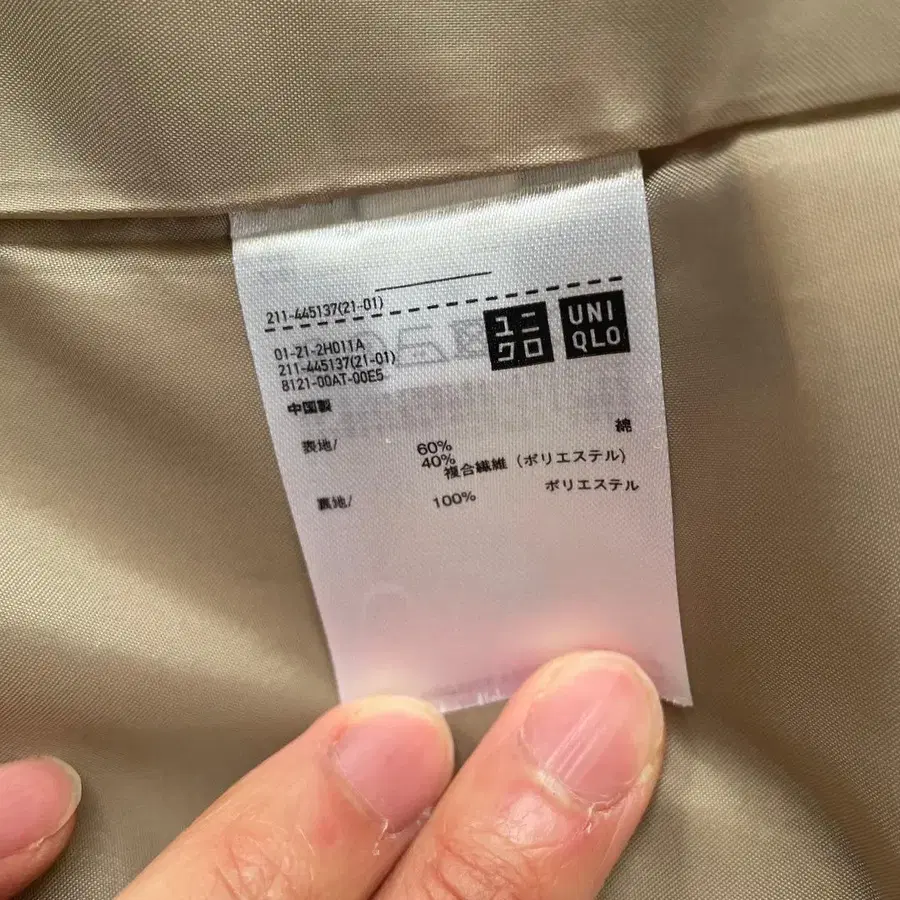 211-445137(21-01)
ユニ
クロ
UNI
QLO
01-21-2H011A
211-445137(21-01)
8121-00AT-00E5
中国製
表地/ 60% 綿
40% 複合繊維（ポリエステル）
裏地/ 100% ポリエステル